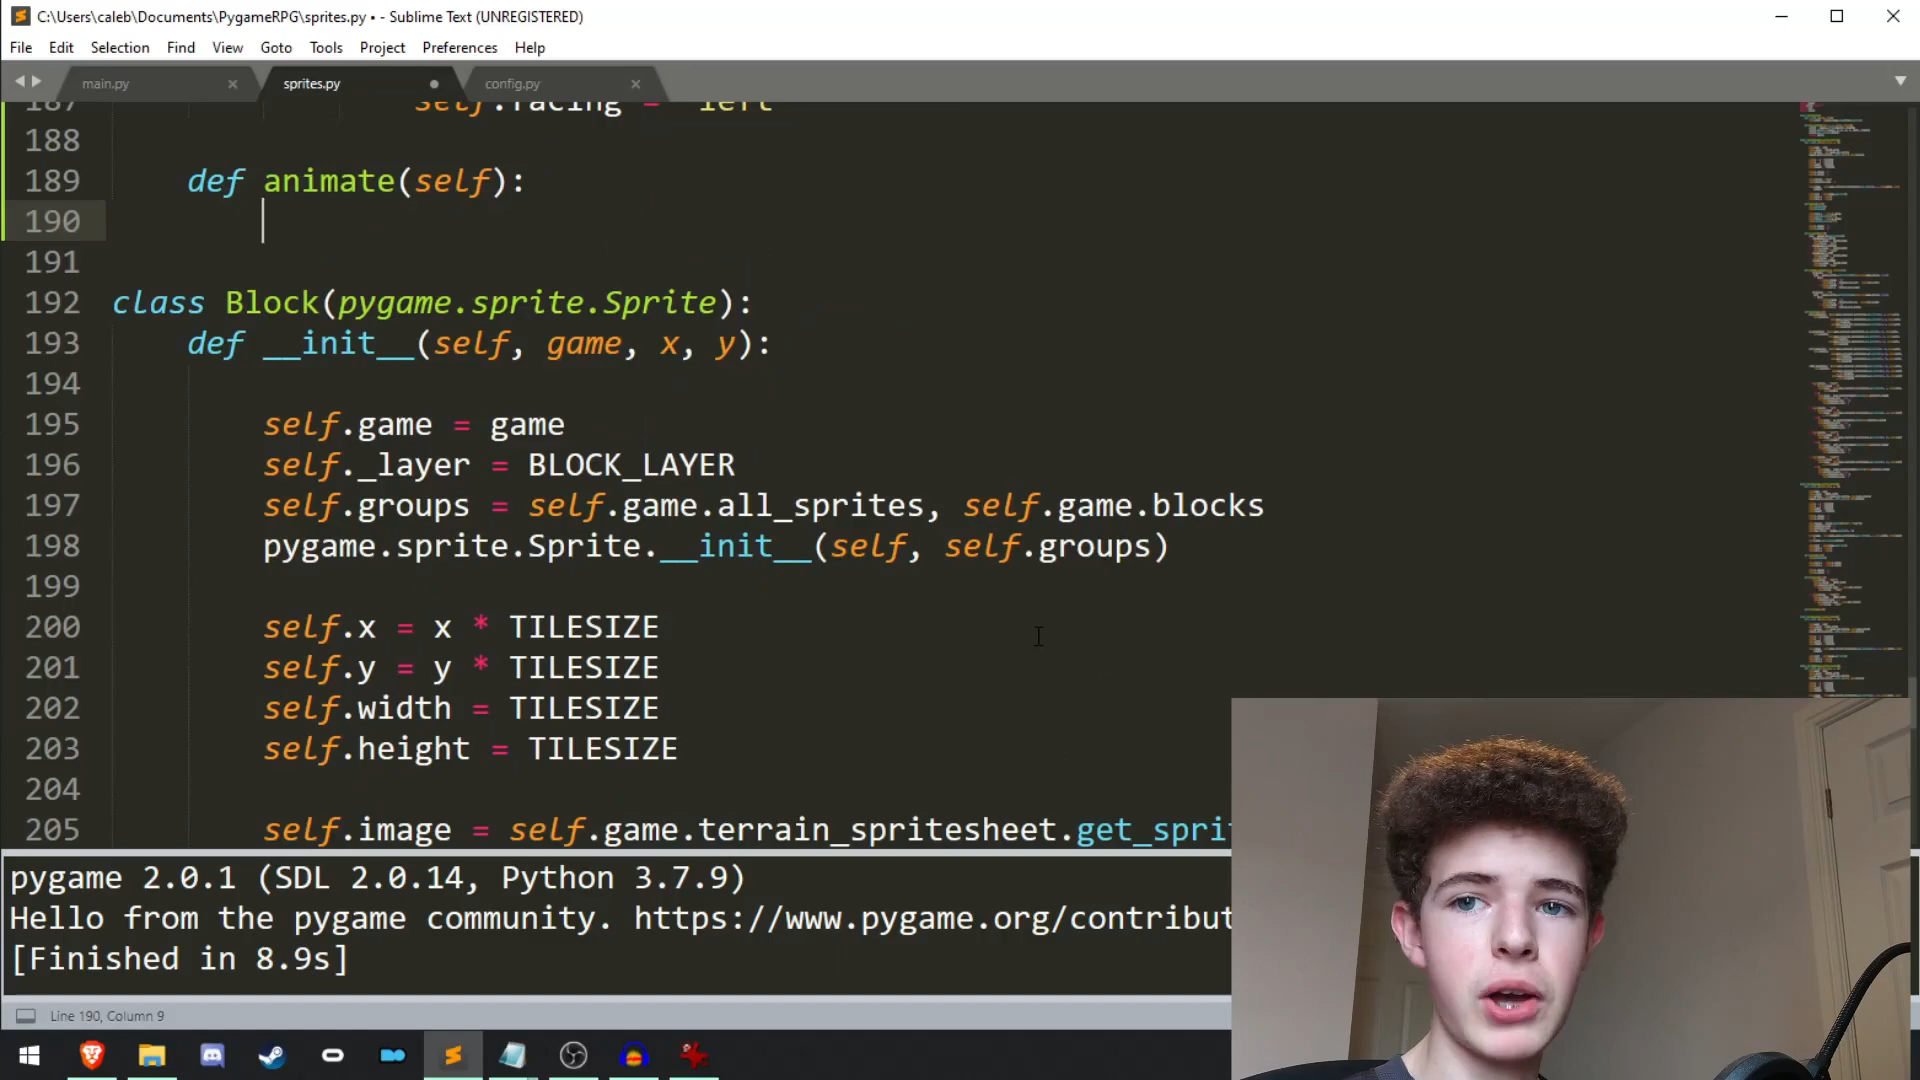 C:\Users\caleb\Documents\PygameRPG\sprites.py • - Sublime Text (UNREGISTERED)
File Edit Selection Find View Goto Tools Project Preferences Help
main.py sprites.py config.py
187 self.facing = 'left'
188
189 def animate(self):
190
191
192 class Block(pygame.sprite.Sprite):
193 def __init__(self, game, x, y):
194
195 self.game = game
196 self._layer = BLOCK_LAYER
197 self.groups = self.game.all_sprites, self.game.blocks
198 pygame.sprite.Sprite.__init__(self, self.groups)
199
200 self.x = x * TILESIZE
201 self.y = y * TILESIZE
202 self.width = TILESIZE
203 self.height = TILESIZE
204
205 self.image = self.game.terrain_spritesheet.get_spri
pygame 2.0.1 (SDL 2.0.14, Python 3.7.9)
Hello from the pygame community. https://www.pygame.org/contribut
[Finished in 8.9s]
Line 190, Column 9